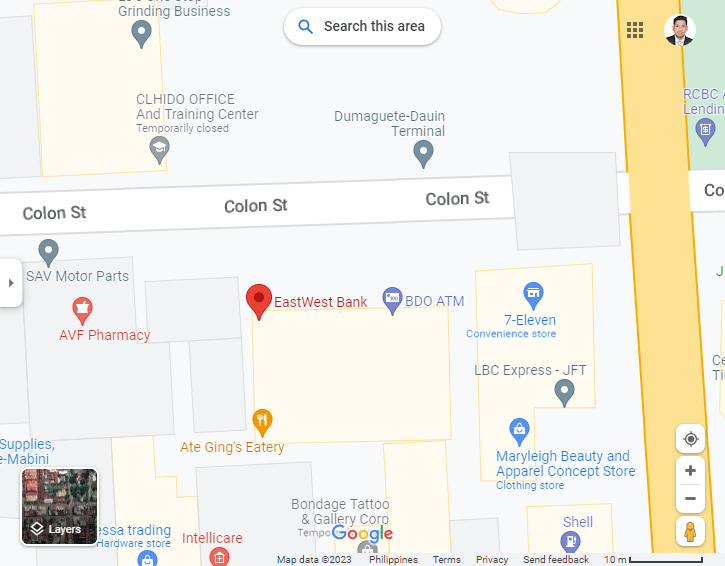 Grinding Business
Search this area
CLHIDO OFFICE
And Training Center
Temporarily closed
Dumaguete-Dauin
Terminal
RCBC
Colon St
Colon St
Colon St
Co
SAV Motor Parts
AVF Pharmacy
EastWest Bank
BDO ATM
7-Eleven
Convenience store
LBC Express - JFT
Ate Ging's Eatery
Maryleigh Beauty and
Apparel Concept Store
Clothing store
Supplies,
e-Mabini
Layers
essa trading
Hardware store
Intellicare
Bondage Tattoo
& Gallery Corp
Tempo
Google
Shell
Map data ©2023 Philippines Terms Privacy Send feedback 10 m